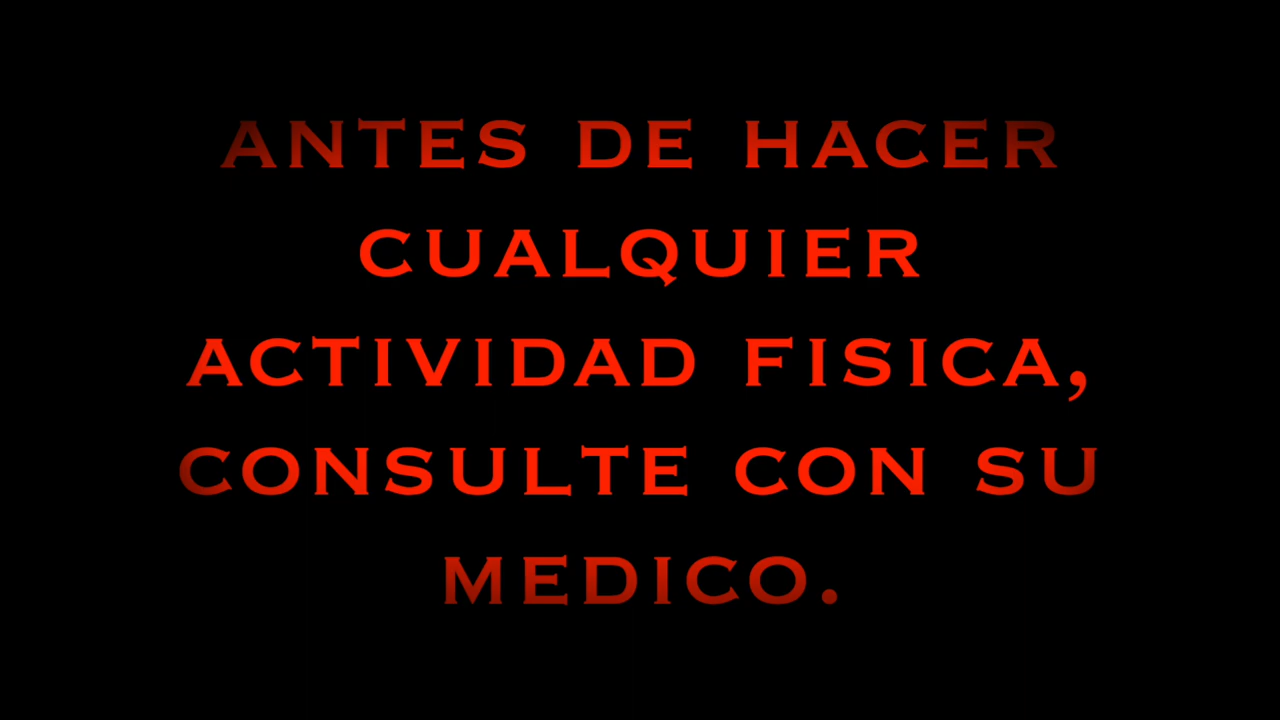 ANTES DE HACER
CUALQUIER
ACTIVIDAD FISICA,
CONSULTE CON SU
MEDICO.